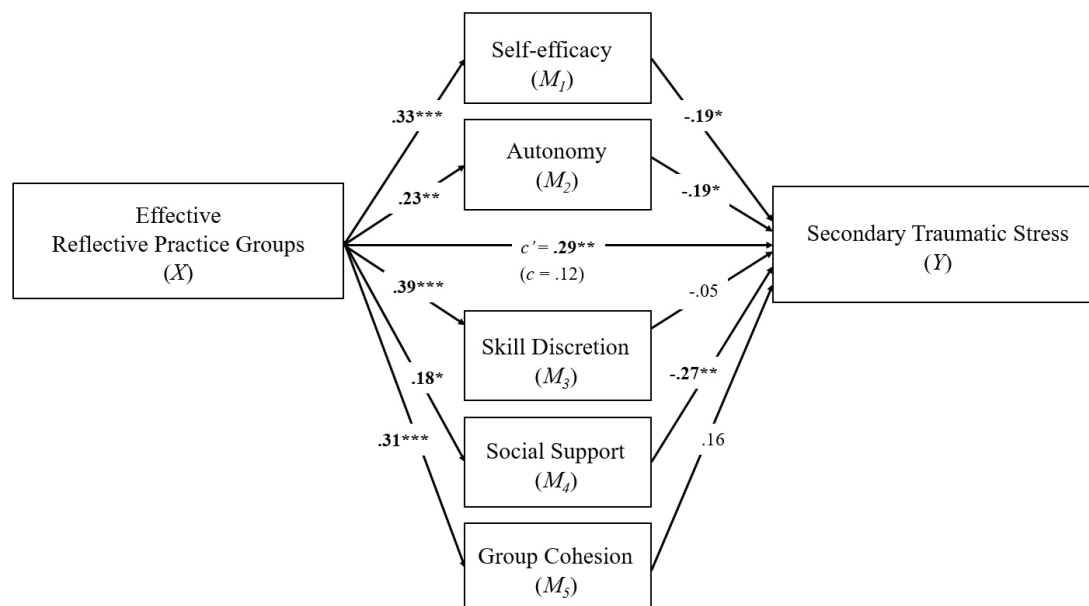 Self-efficacy
(M1)
.33***
-.19*
Autonomy
(M2)
.23**
-.19*
Effective
Reflective Practice Groups
(X)
c’ = .29**
(c = .12)
Secondary Traumatic Stress
(Y)
.39***
-.05
Skill Discretion
(M3)
.18*
-.27**
.31***
.16
Social Support
(M4)
Group Cohesion
(M5)